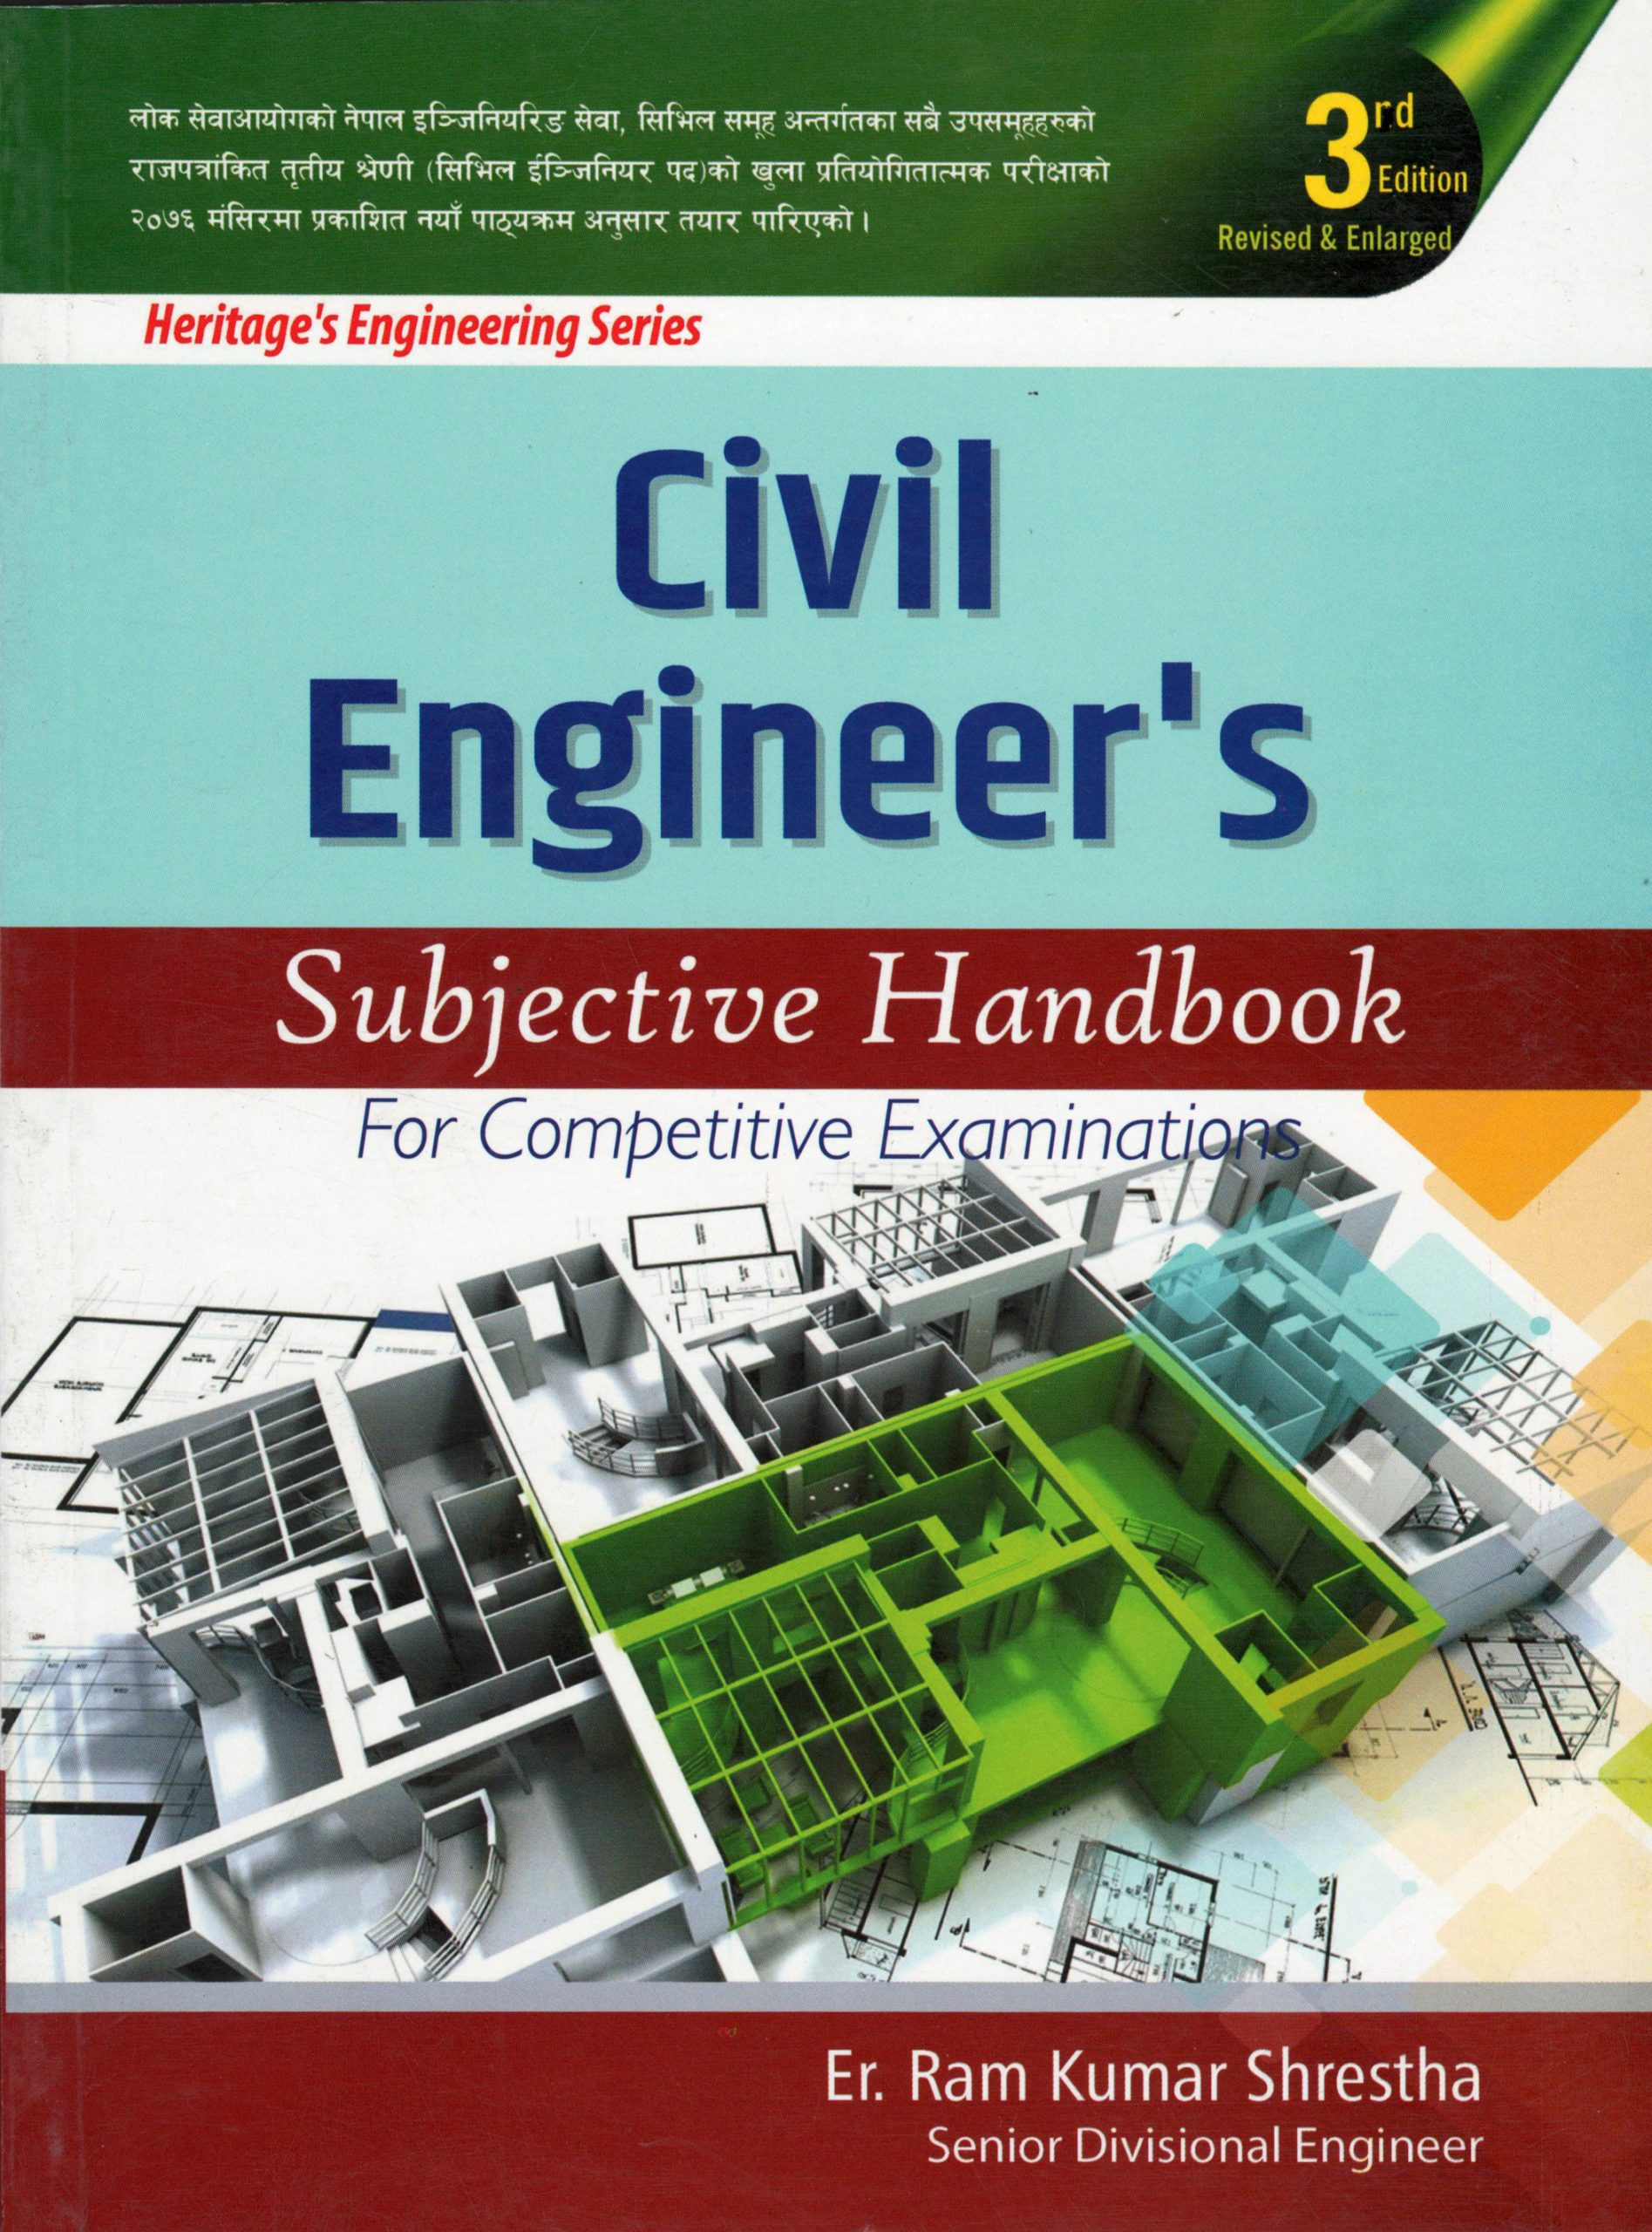 लोक सेवाआयोगको नेपाल इञ्जिनियरिङ सेवा, सिभिल समूह अन्तर्गतका सबै उपसमूहहरुको
राजपत्रांकित तृतीय श्रेणी (सिभिल ईञ्जिनियर पद)को खुला प्रतियोगितात्मक परीक्षाको
२०७६ मंसिरमा प्रकाशित नयाँ पाठ्यक्रम अनुसार तयार पारिएको ।
3rd
Edition
Revised & Enlarged
Heritage's Engineering Series
Civil
Engineer's
Subjective Handbook
For Competitive Examinations
Er. Ram Kumar Shrestha
Senior Divisional Engineer